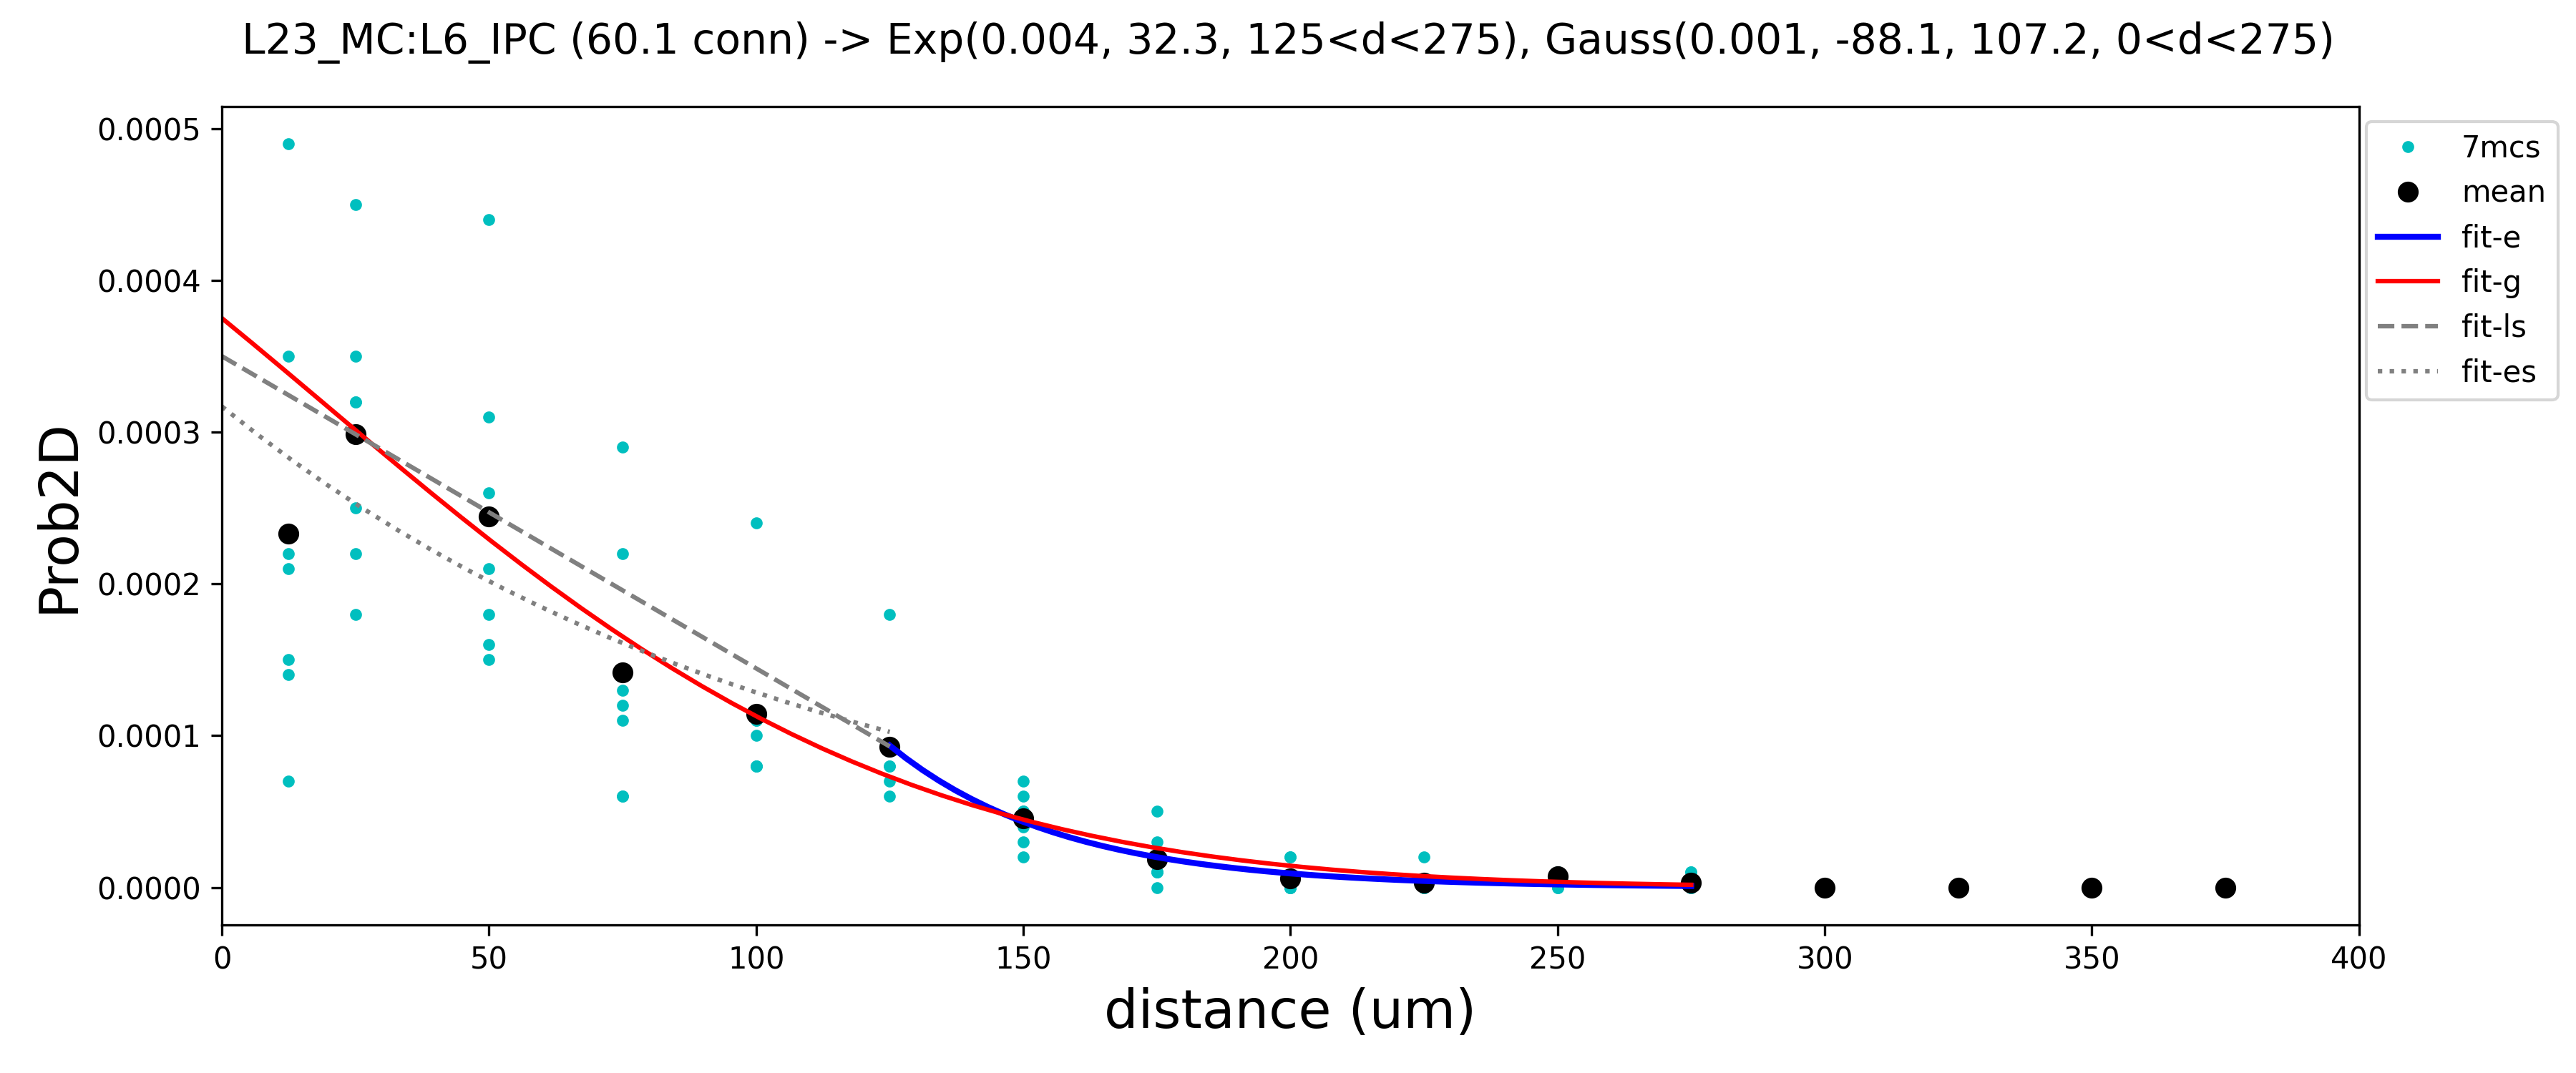 L23_MC:L6_IPC (60.1 conn) -> Exp(0.004, 32.3, 125<d<275), Gauss(0.001, -88.1, 107.2, 0<d<275)
0.0005
0.0004
0.0003
0.0002
0.0001
0.0000
Prob2D
0 50 100 150 200 250 300 350 400
distance (um)
7mcs
mean
fit-e
fit-g
fit-ls
fit-es